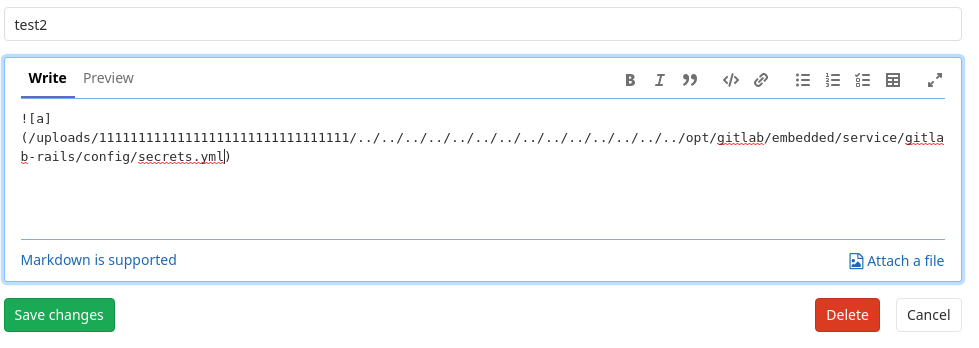 test2
Write Preview
![a]
(/uploads/11111111111111111111111111111111/../../../../../../../../../../../../../../opt/gitlab/embedded/service/gitla
b-rails/config/secrets.yml)
Markdown is supported
Attach a file
Save changes
Delete
Cancel